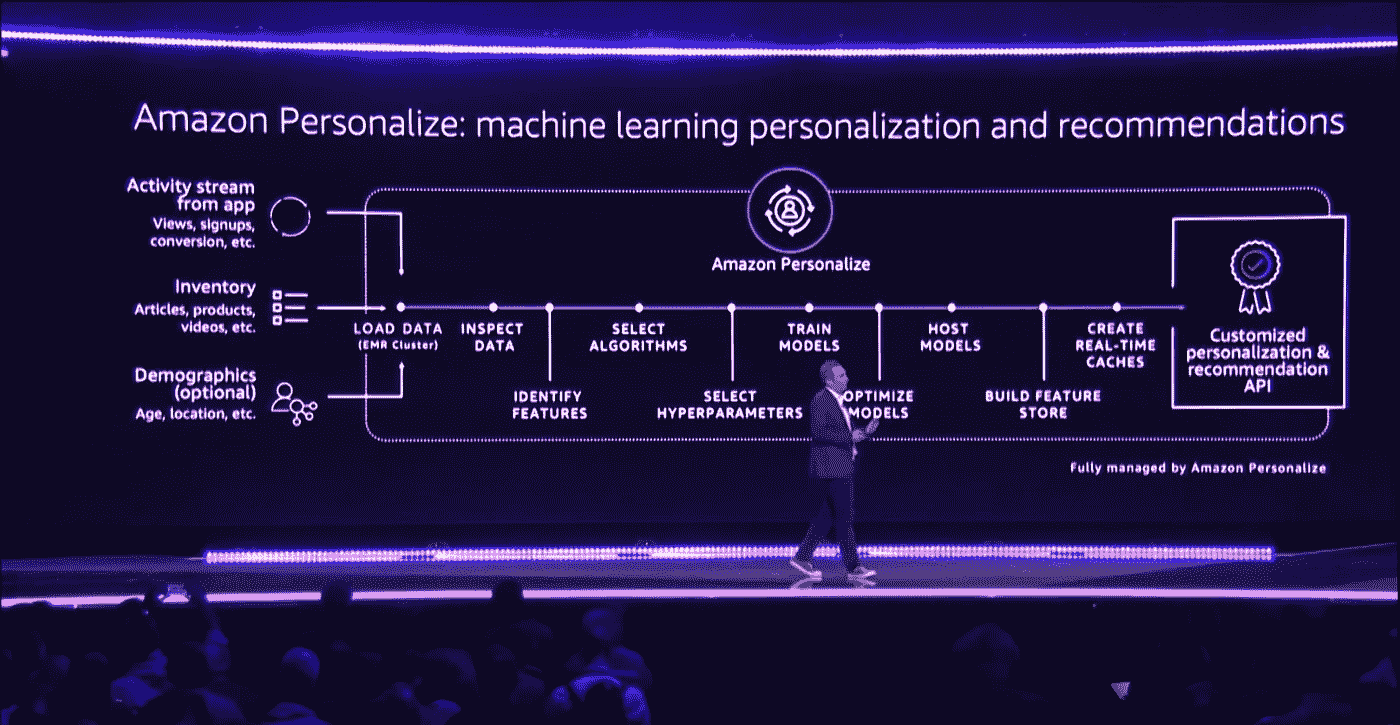 Amazon Personalize: machine learning personalization and recommendations
Activity stream
from app
Views, signups,
conversion, etc.
Inventory
Articles, products,
videos, etc.
Demographics
(optional)
Age, location, etc.
Amazon Personalize
LOAD DATA
(EMR Cluster)
INSPECT
DATA
IDENTIFY
FEATURES
SELECT
ALGORITHMS
SELECT
HYPERPARAMETERS
TRAIN
MODELS
OPTIMIZE
MODELS
HOST
MODELS
BUILD FEATURE
STORE
CREATE
REAL-TIME
CACHES
Customized
personalization &
recommendation
API
Fully managed by Amazon Personalize